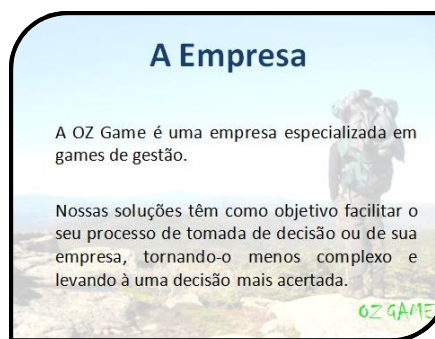 A Empresa
A OZ Game é uma empresa especializada em
games de gestão.
Nossas soluções têm como objetivo facilitar o
seu processo de tomada de decisão ou de sua
empresa, tornando-o menos complexo e
levando à uma decisão mais acertada.
OZ GAME